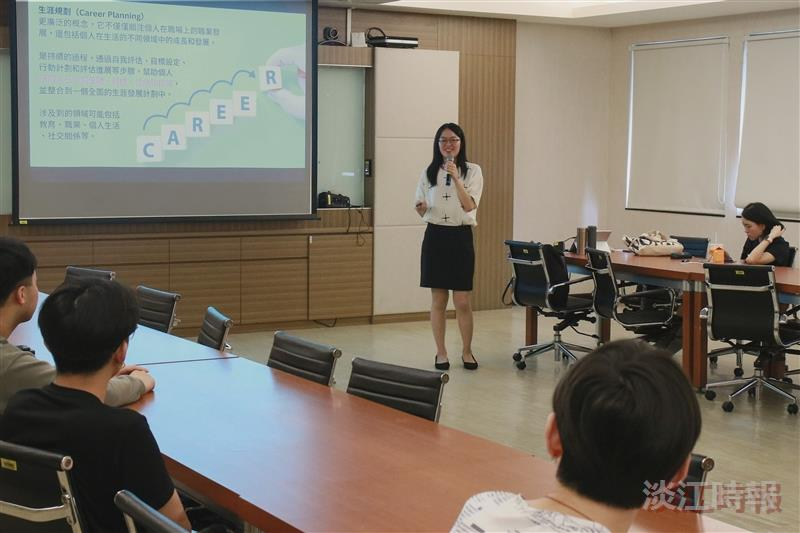 生涯規劃（Career Planning）
更廣泛的概念，它不僅僅關注個人在職場上的職業發
展，還包括個人在生活的不同領域中的成長和發展。
是持續的過程，通過自我評估、目標設定、
行動計劃和評估進展等步驟，幫助個人
並整合到一個全面的生涯發展計劃中。
涉及到的領域可能包括
教育、職業、個人生活
、社交關係等。
CAREER
淡江時報